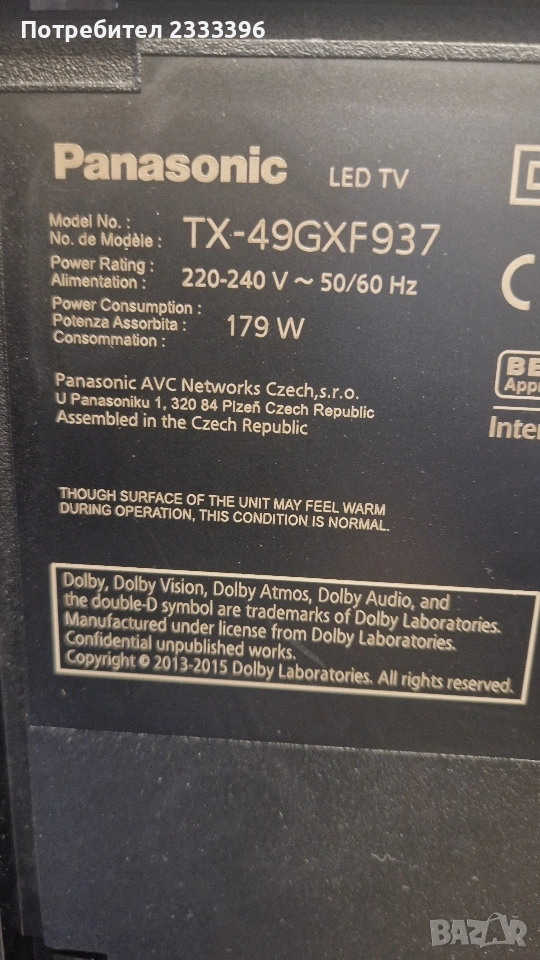 Потребител 2333396
Panasonic LED TV
Model No. :
No. de Modèle : TX-49GXF937
Power Rating :
Alimentation : 220-240 V ~ 50/60 Hz
Power Consumption :
Potenza Assorbita : 179 W
Consommation :
Panasonic AVC Networks Czech,s.r.o.
U Panasoniku 1, 320 84 Plzeň Czech Republic
Assembled in the Czech Republic
THOUGH SURFACE OF THE UNIT MAY FEEL WARM
DURING OPERATION, THIS CONDITION IS NORMAL.
Dolby, Dolby Vision, Dolby Atmos, Dolby Audio, and
the double-D symbol are trademarks of Dolby Laboratories.
Manufactured under license from Dolby Laboratories.
Confidential unpublished works.
Copyright © 2013-2015 Dolby Laboratories. All rights reserved.
BAZAR